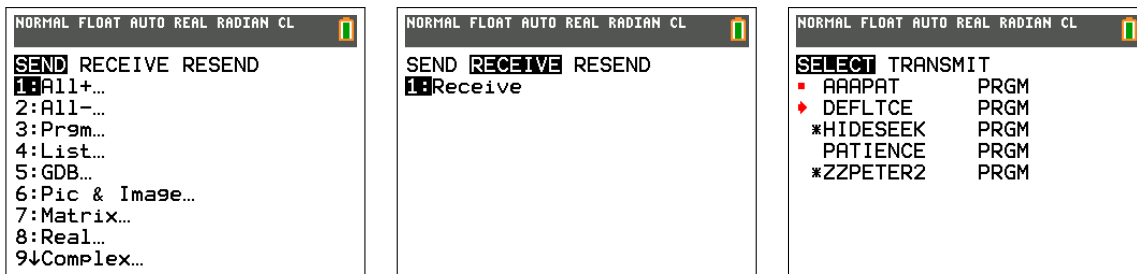 NORMAL FLOAT AUTO REAL RADIAN CL
SEND RECEIVE RESEND
1:All+…
2:All-…
3:Prgm…
4:List…
5:GDB…
6:Pic & Image…
7:Matrix…
8:Real…
9↓Complex…
NORMAL FLOAT AUTO REAL RADIAN CL
SEND RECEIVE RESEND
1:Receive
NORMAL FLOAT AUTO REAL RADIAN CL
SELECT TRANSMIT
AAAPAT PRGM
DEFLTCE PRGM
*HIDESEEK PRGM
PATIENCE PRGM
*ZZPETER2 PRGM